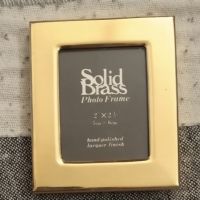 Solid
Brass
Photo Frame
hand polished
lacquer finish